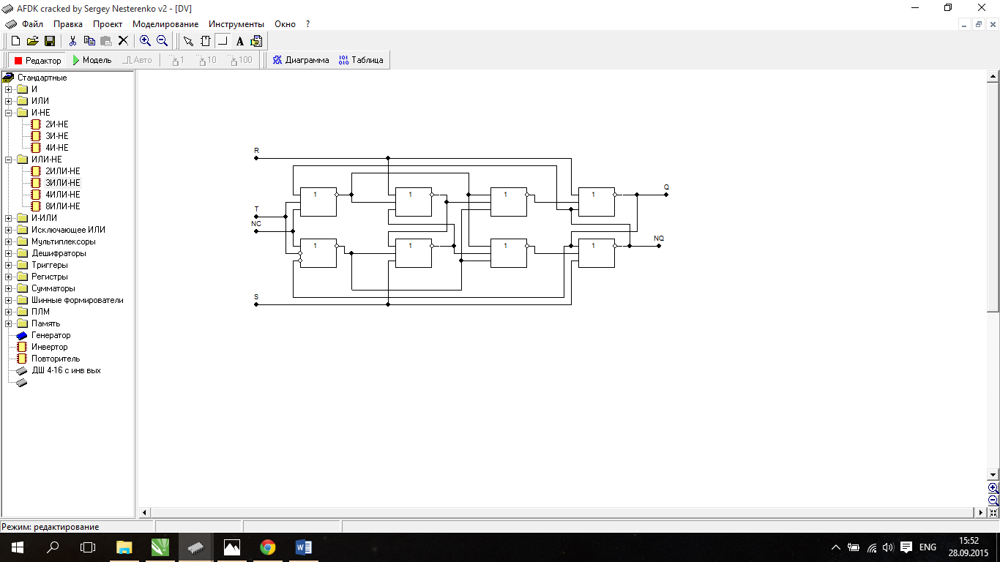 AFDK cracked by Sergey Nesterenko v2 - [DV]
Файл Правка Проект Моделирование Инструменты Окно ?
A
Редактор Модель Авто 1 10 100 Диаграмма Таблица
Стандартные
И
ИЛИ
И-НЕ
2И-НЕ
3И-НЕ
4И-НЕ
ИЛИ-НЕ
2ИЛИ-НЕ
3ИЛИ-НЕ
4ИЛИ-НЕ
8ИЛИ-НЕ
И-ИЛИ
Исключающее ИЛИ
Мультиплексоры
Дешифраторы
Триггеры
Регистры
Сумматоры
Шинные формирователи
ПЛМ
Память
Генератор
Инвертор
Повторитель
ДШ 4-16 с инв вых
R
1 1 1 1 Q
T
NC
1 1 1 1 NQ
S
Режим: редактирование
ENG
15:52
28.09.2015